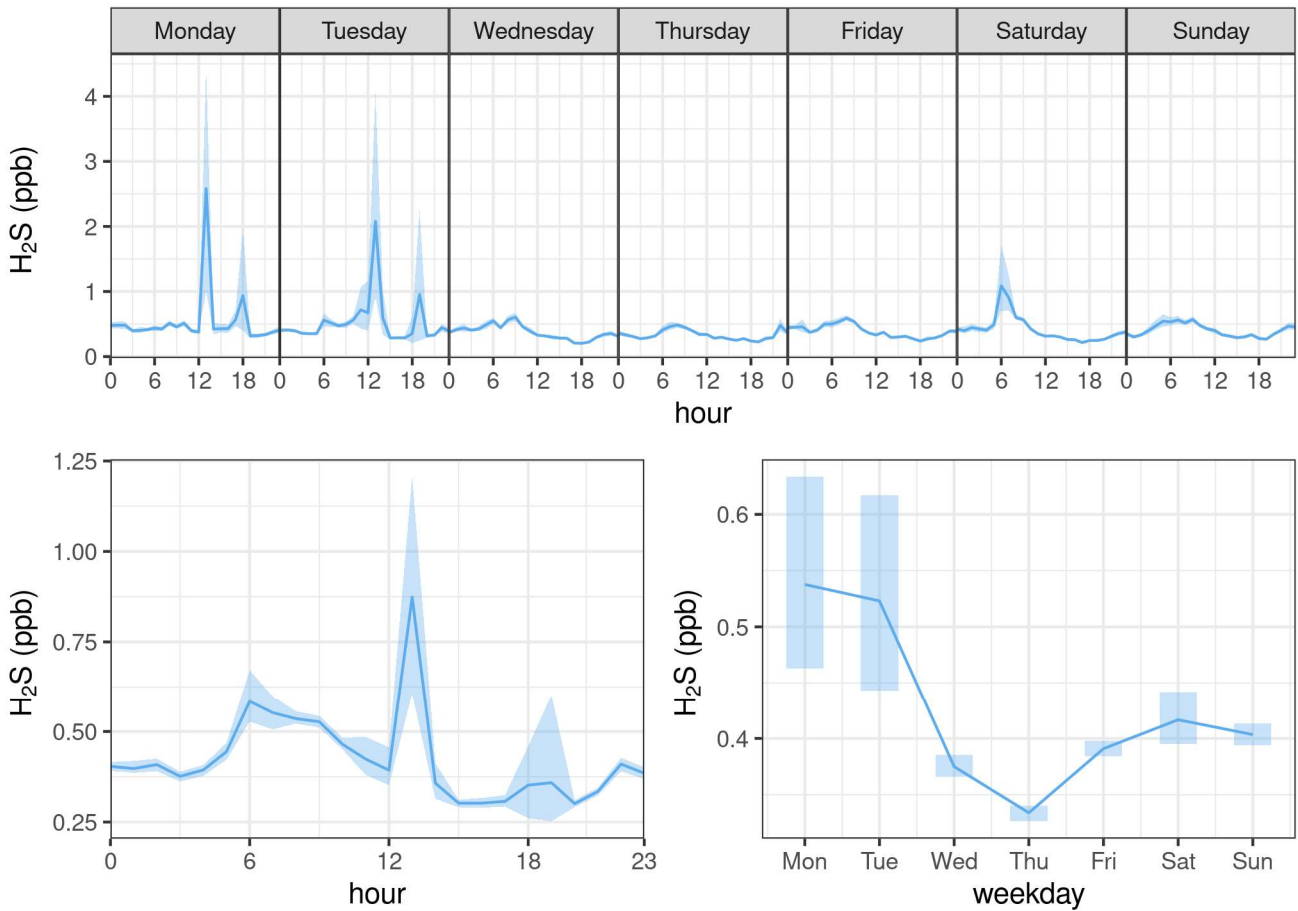 Monday Tuesday Wednesday Thursday Friday Saturday Sunday
H₂S (ppb)
4
3
2
1
0
0 6 12 18 0 6 12 18 0 6 12 18 0 6 12 18 0 6 12 18 0 6 12 18 0 6 12 18
hour
H₂S (ppb)
1.25
1.00
0.75
0.50
0.25
0 6 12 18 23
hour
H₂S (ppb)
0.6
0.5
0.4
Mon Tue Wed Thu Fri Sat Sun
weekday